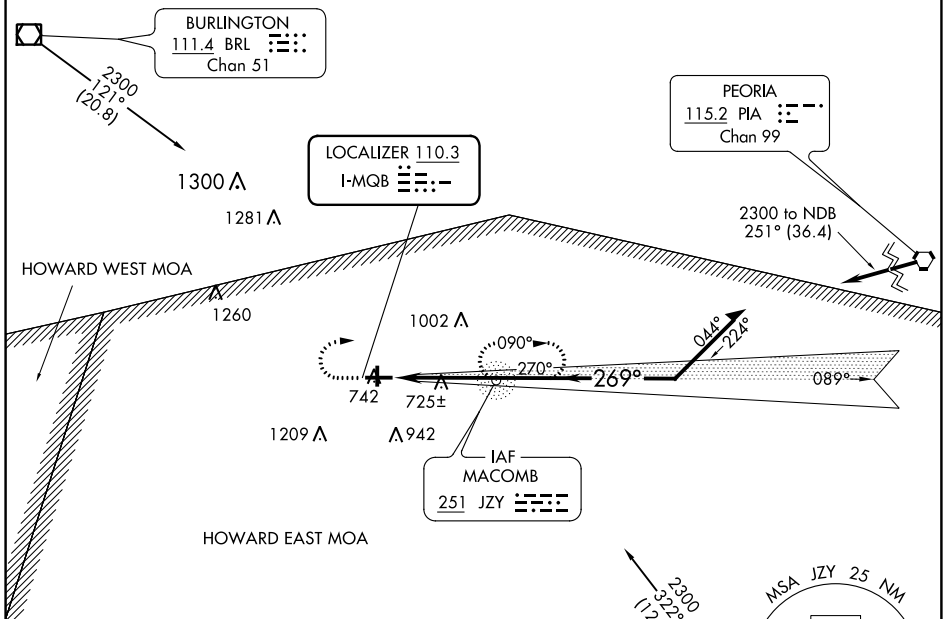 BURLINGTON
111.4 BRL
Chan 51
2300
121°
(20.8)
PEORIA
115.2 PIA
Chan 99
LOCALIZER 110.3
I-MQB
1300
1281
2300 to NDB
251° (36.4)
HOWARD WEST MOA
1260
1002
090°
270°
044°
224°
269°
089°
742
725±
1209
942
IAF
MACOMB
251 JZY
HOWARD EAST MOA
2300
322°
MSA JZY 25 NM